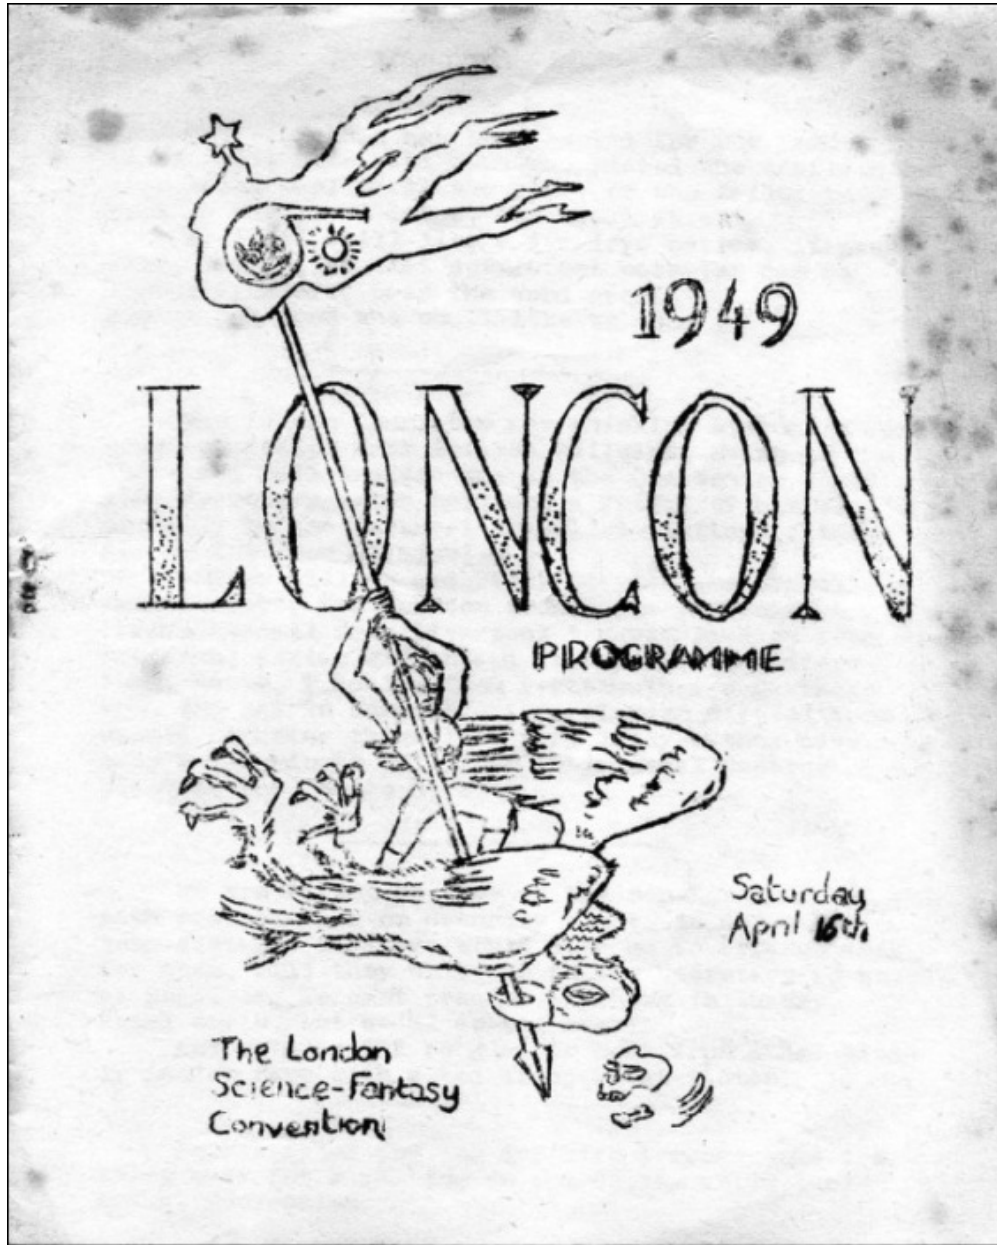 1949
LONCON
PROGRAMME
Saturday
April 16th
The London
Science-Fantasy
Convention